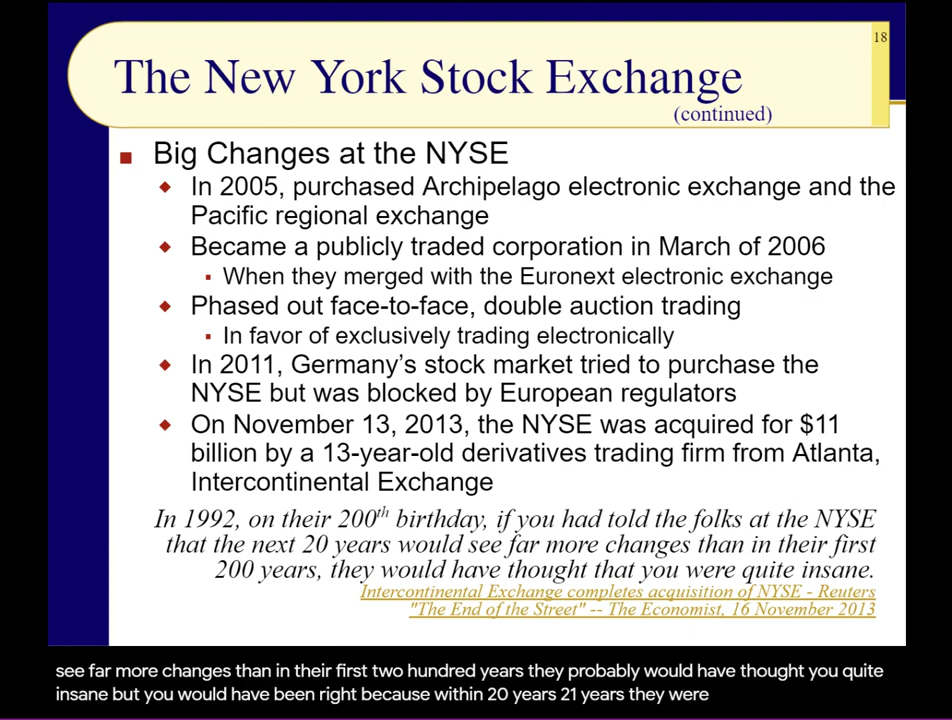 18
The New York Stock Exchange
(continued)
Big Changes at the NYSE
In 2005, purchased Archipelago electronic exchange and the
Pacific regional exchange
Became a publicly traded corporation in March of 2006
When they merged with the Euronext electronic exchange
Phased out face-to-face, double auction trading
In favor of exclusively trading electronically
In 2011, Germany's stock market tried to purchase the
NYSE but was blocked by European regulators
On November 13, 2013, the NYSE was acquired for $11
billion by a 13-year-old derivatives trading firm from Atlanta,
Intercontinental Exchange
In 1992, on their 200th birthday, if you had told the folks at the NYSE
that the next 20 years would see far more changes than in their first
200 years, they would have thought that you were quite insane.
Intercontinental Exchange completes acquisition of NYSE - Reuters
"The End of the Street" -- The Economist, 16 November 2013
see far more changes than in their first two hundred years they probably would have thought you quite
insane but you would have been right because within 20 years 21 years they were